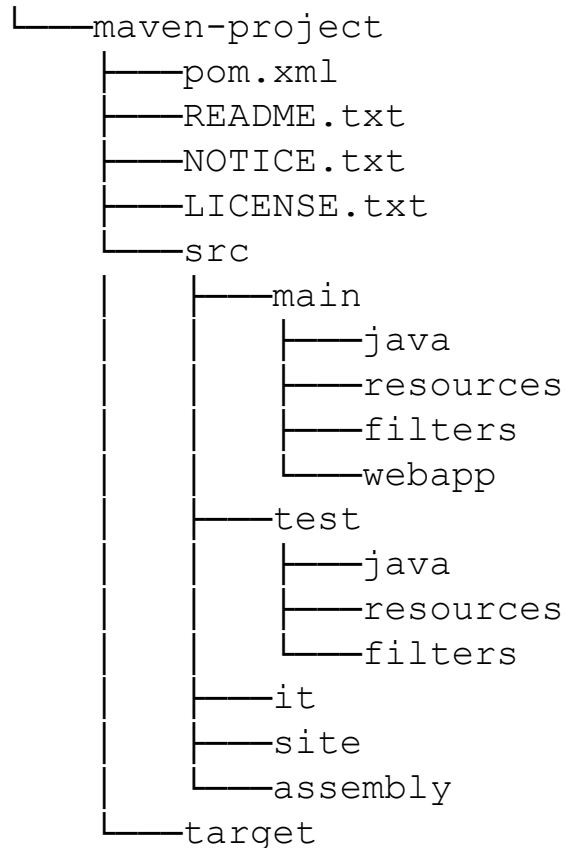 maven-project
pom.xml
README.txt
NOTICE.txt
LICENSE.txt
src
main
java
resources
filters
webapp
test
java
resources
filters
it
site
assembly
target